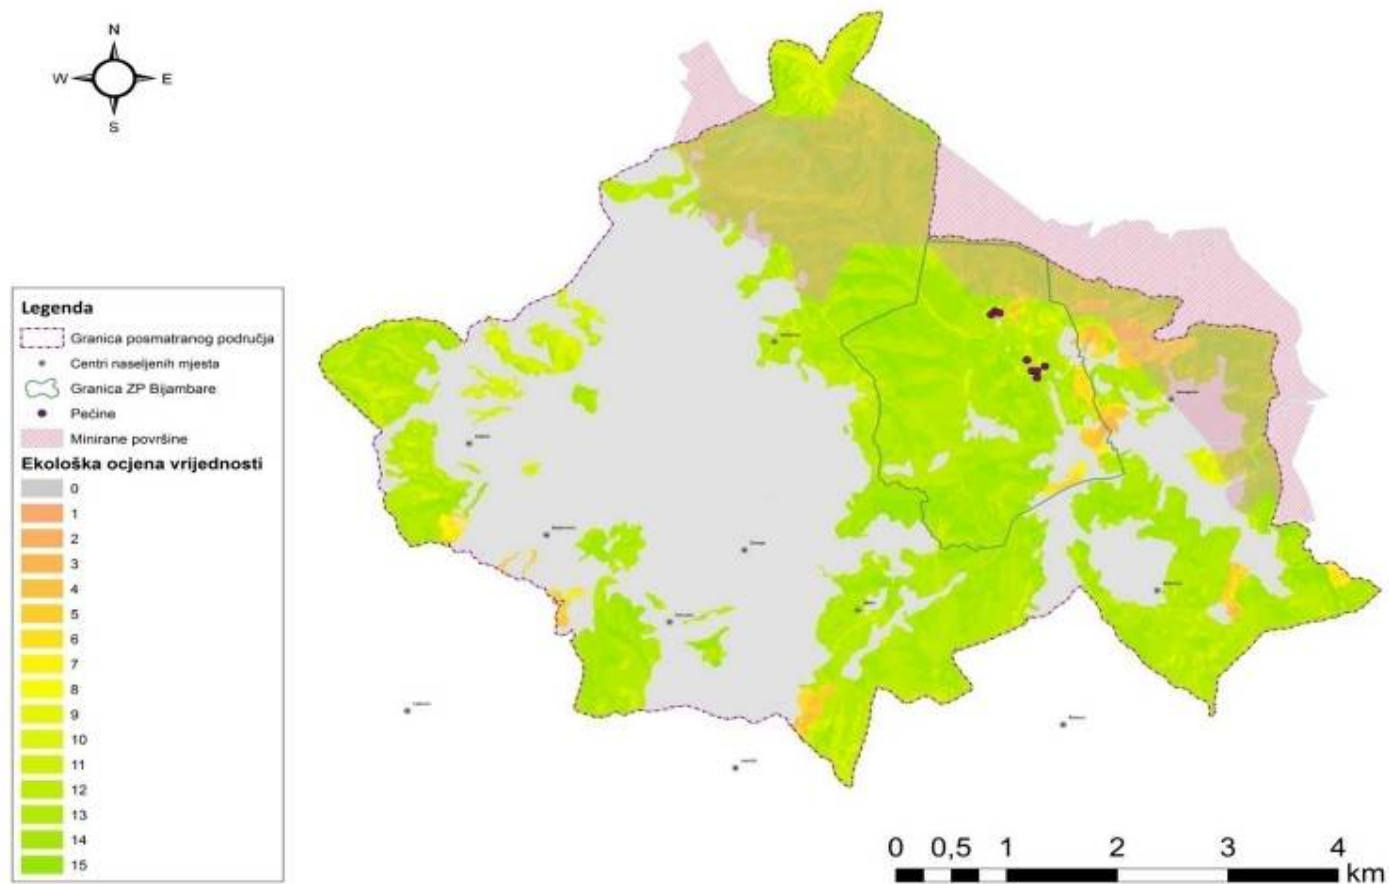 N
W E
S
Legenda
Granica posmatranog područja
Centri naseljenih mjesta
Granica ZP Bijambare
Pećine
Minirane površine
Ekološka ocjena vrijednosti
0
1
2
3
4
5
6
7
8
9
10
11
12
13
14
15
0 0,5 1 2 3 4
km